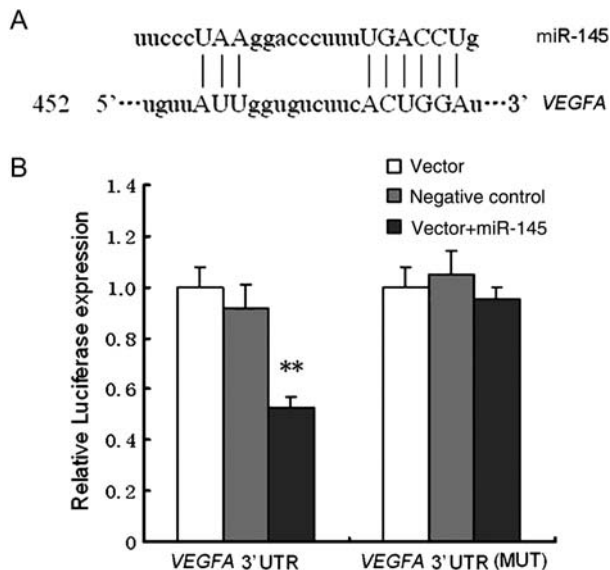 A
uucccUAAggacccuuuUGACCUg miR-145
452 5‵···uguuAUUggugucuucACUGGAu···3‵ VEGFA
B
Vector
Negative control
Vector+miR-145
Relative Luciferase expression
1.4
1.2
1.0
0.8
0.6
0.4
0.2
0
**
VEGFA 3‵UTR
VEGFA 3‵UTR (MUT)